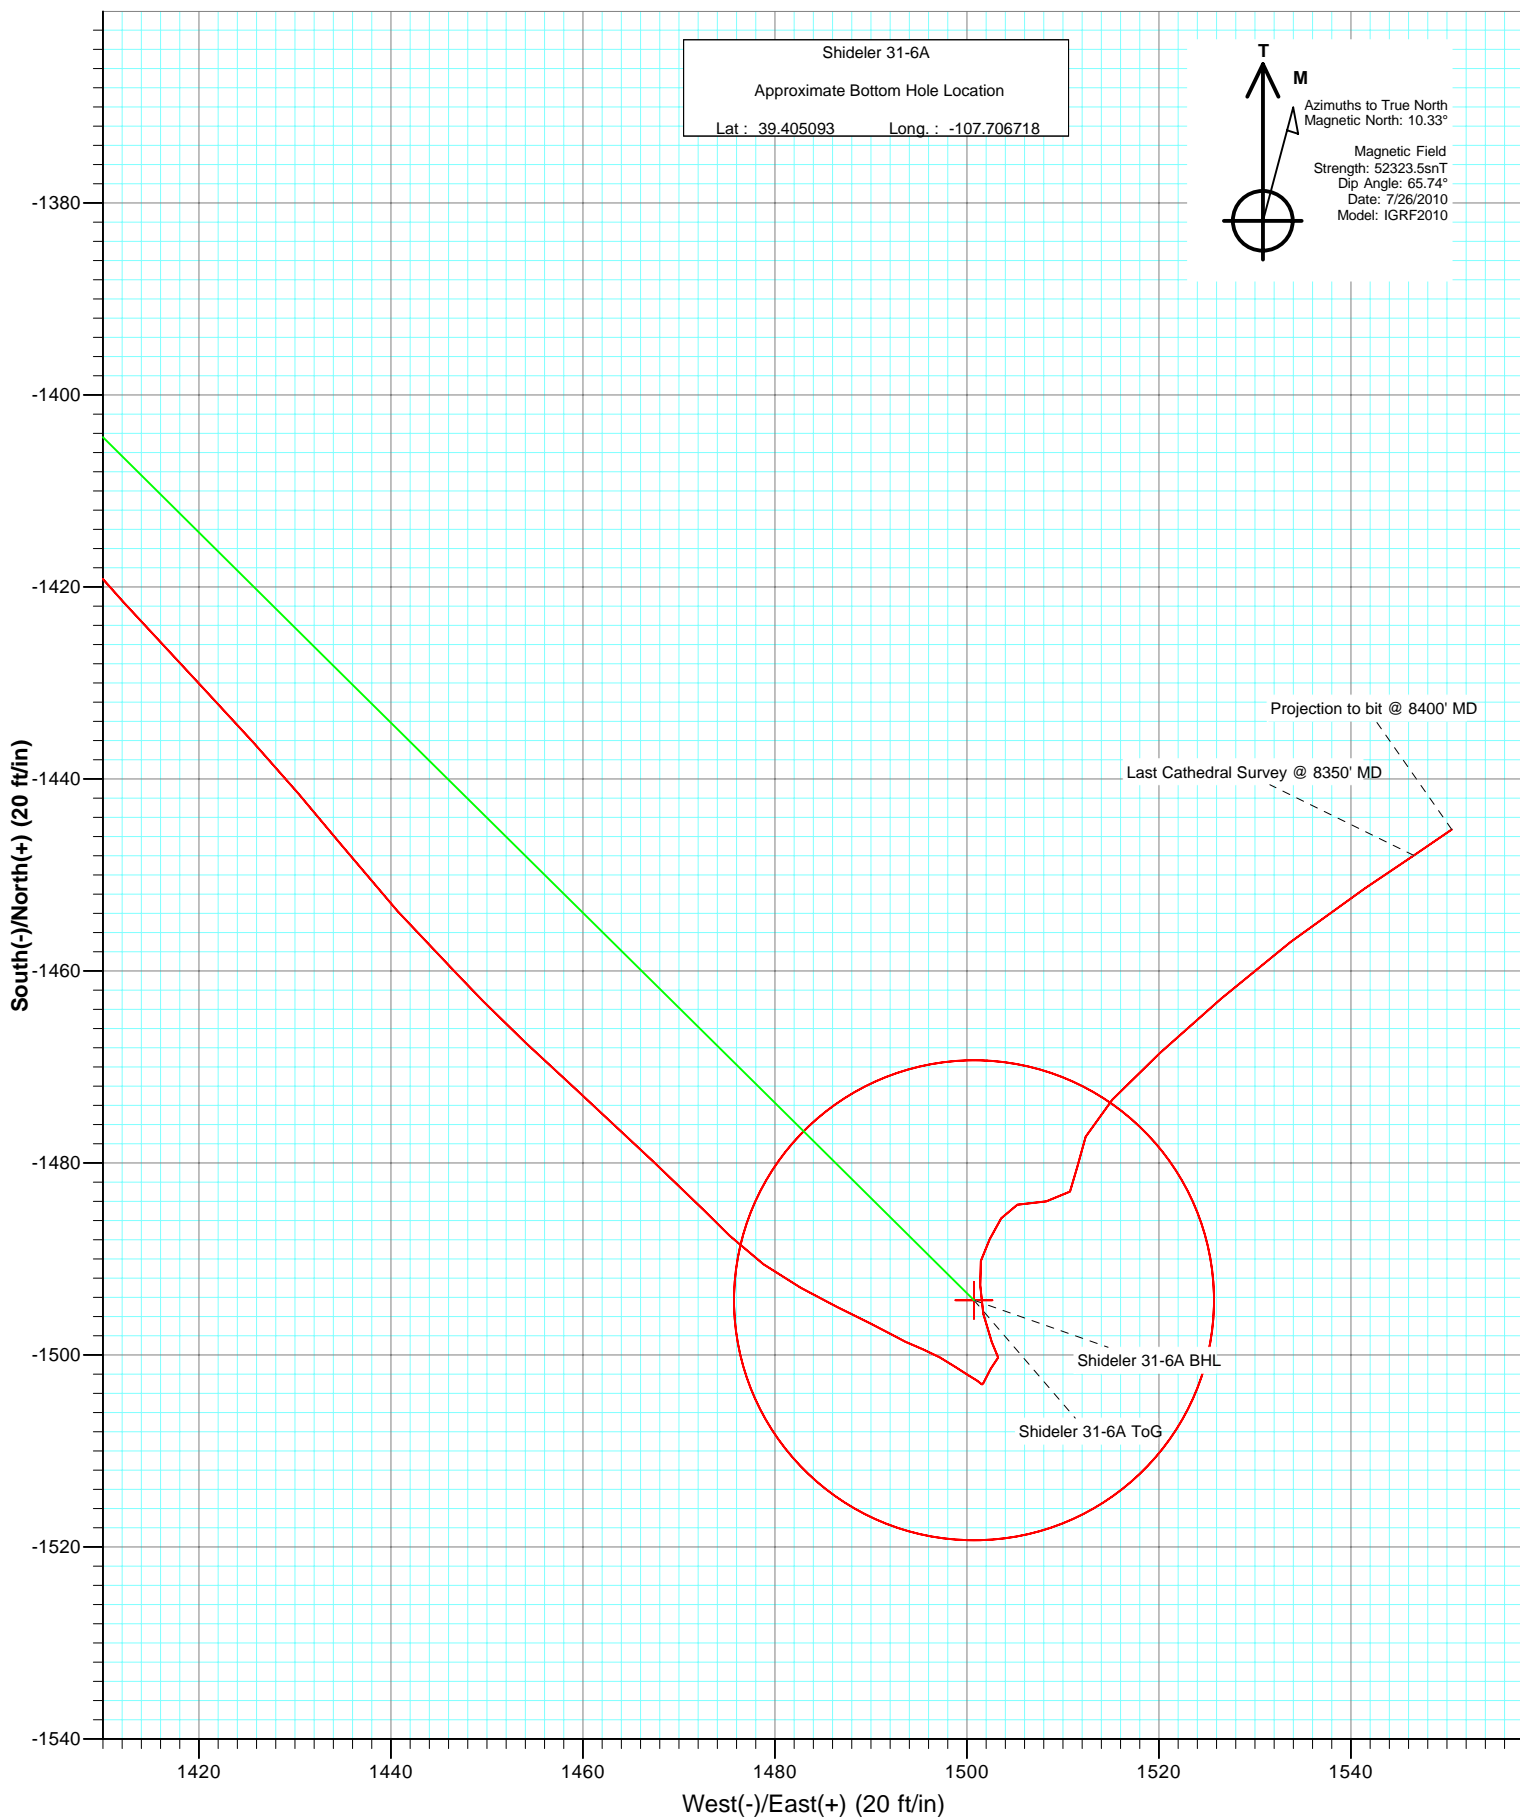 Shideler 31-6A
Approximate Bottom Hole Location
Lat : 39.405093 Long. : -107.706718
T
M
Azimuths to True North
Magnetic North: 10.33°
Magnetic Field
Strength: 52323.5snT
Dip Angle: 65.74°
Date: 7/26/2010
Model: IGRF2010
-1380
-1400
-1420
-1440
-1460
-1480
-1500
-1520
-1540
South(-)/North(+) (20 ft/in)
Projection to bit @ 8400' MD
Last Cathedral Survey @ 8350' MD
Shideler 31-6A BHL
Shideler 31-6A ToG
1420 1440 1460 1480 1500 1520 1540
West(-)/East(+) (20 ft/in)